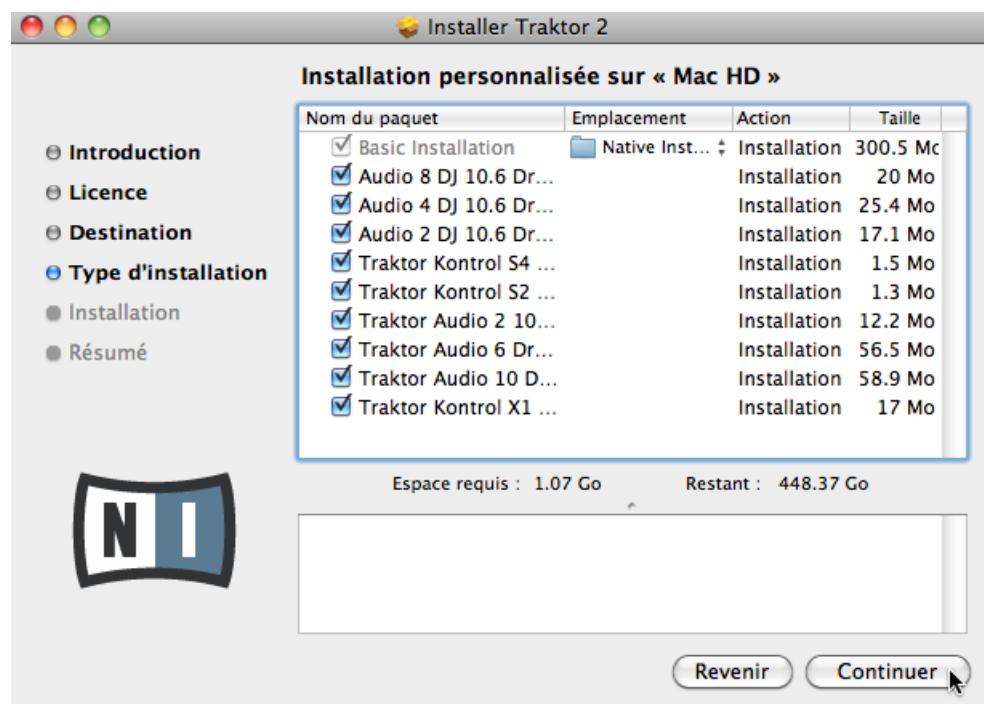 Installer Traktor 2
Installation personnalisée sur « Mac HD »
Nom du paquet Emplacement Action Taille
Basic Installation Native Inst... Installation 300.5 Mo
Audio 8 DJ 10.6 Dr... Installation 20 Mo
Audio 4 DJ 10.6 Dr... Installation 25.4 Mo
Audio 2 DJ 10.6 Dr... Installation 17.1 Mo
Traktor Kontrol S4 ... Installation 1.5 Mo
Traktor Kontrol S2 ... Installation 1.3 Mo
Traktor Audio 2 10... Installation 12.2 Mo
Traktor Audio 6 Dr... Installation 56.5 Mo
Traktor Audio 10 D... Installation 58.9 Mo
Traktor Kontrol X1 ... Installation 17 Mo
Introduction
Licence
Destination
Type d'installation
Installation
Résumé
NI
Espace requis : 1.07 Go Restant : 448.37 Go
Revenir Continuer